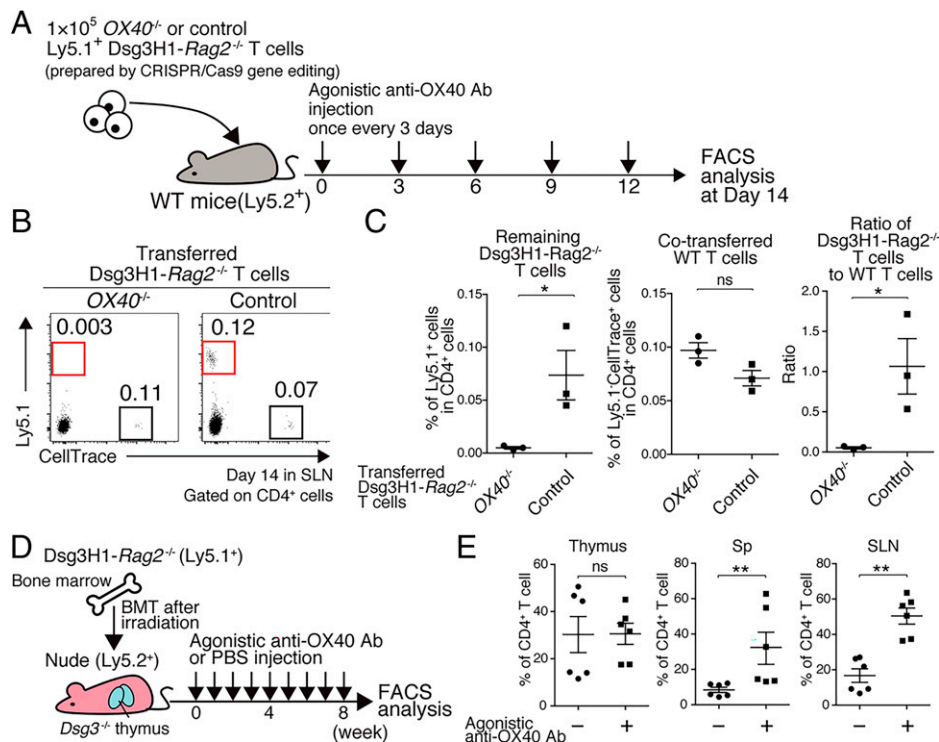 A
1×10⁵ OX40⁻/⁻ or control
Ly5.1⁺ Dsg3H1-Rag2⁻/⁻ T cells
(prepared by CRISPR/Cas9 gene editing)
Agonistic anti-OX40 Ab
injection
once every 3 days
WT mice(Ly5.2⁺)
0 3 6 9 12
FACS
analysis
at Day 14
B
Transferred
Dsg3H1-Rag2⁻/⁻ T cells
OX40⁻/⁻ Control
0.003 0.12
0.11 0.07
Ly5.1
CellTrace
Day 14 in SLN
Gated on CD4⁺ cells
C
Remaining
Dsg3H1-Rag2⁻/⁻
T cells
*
% of Ly5.1⁺ cells
in CD4⁺ cells
0.15
0.10
0.05
0
OX40⁻/⁻ Control
Co-transferred
WT T cells
ns
% of Ly5.1⁻CellTrace⁺ cells
in CD4⁺ cells
0.15
0.10
0.05
0
OX40⁻/⁻ Control
Ratio of
Dsg3H1-Rag2⁻/⁻
T cells
to WT T cells
*
Ratio
2.0
1.5
1.0
0.5
0
OX40⁻/⁻ Control
Transferred
Dsg3H1-Rag2⁻/⁻
T cells
D
Dsg3H1-Rag2⁻/⁻ (Ly5.1⁺)
Bone marrow
BMT after
irradiation
Nude (Ly5.2⁺)
Dsg3⁻/⁻ thymus
Agonistic anti-OX40 Ab
or PBS injection
0 4 8
(week)
FACS
analysis
E
Thymus
ns
% of CD4⁺ T cell
60
40
20
0
− +
Sp
**
% of CD4⁺ T cell
80
60
40
20
0
− +
SLN
**
% of CD4⁺ T cell
80
60
40
20
0
− +
Agonistic
anti-OX40 Ab